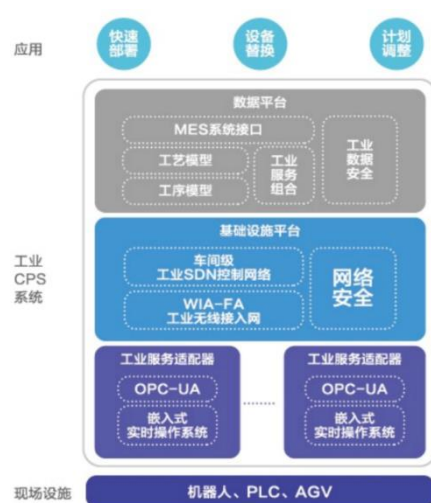 应用
快速
部署
设备
替换
计划
调整
数据平台
MES系统接口
工艺模型
工序模型
工业
服务
组合
工业
数据
安全
工业
CPS
系统
基础设施平台
车间级
工业SDN控制网络
WIA-FA
工业无线接入网
网络
安全
工业服务适配器
OPC-UA
嵌入式
实时操作系统
工业服务适配器
OPC-UA
嵌入式
实时操作系统
现场设施
机器人、PLC、AGV